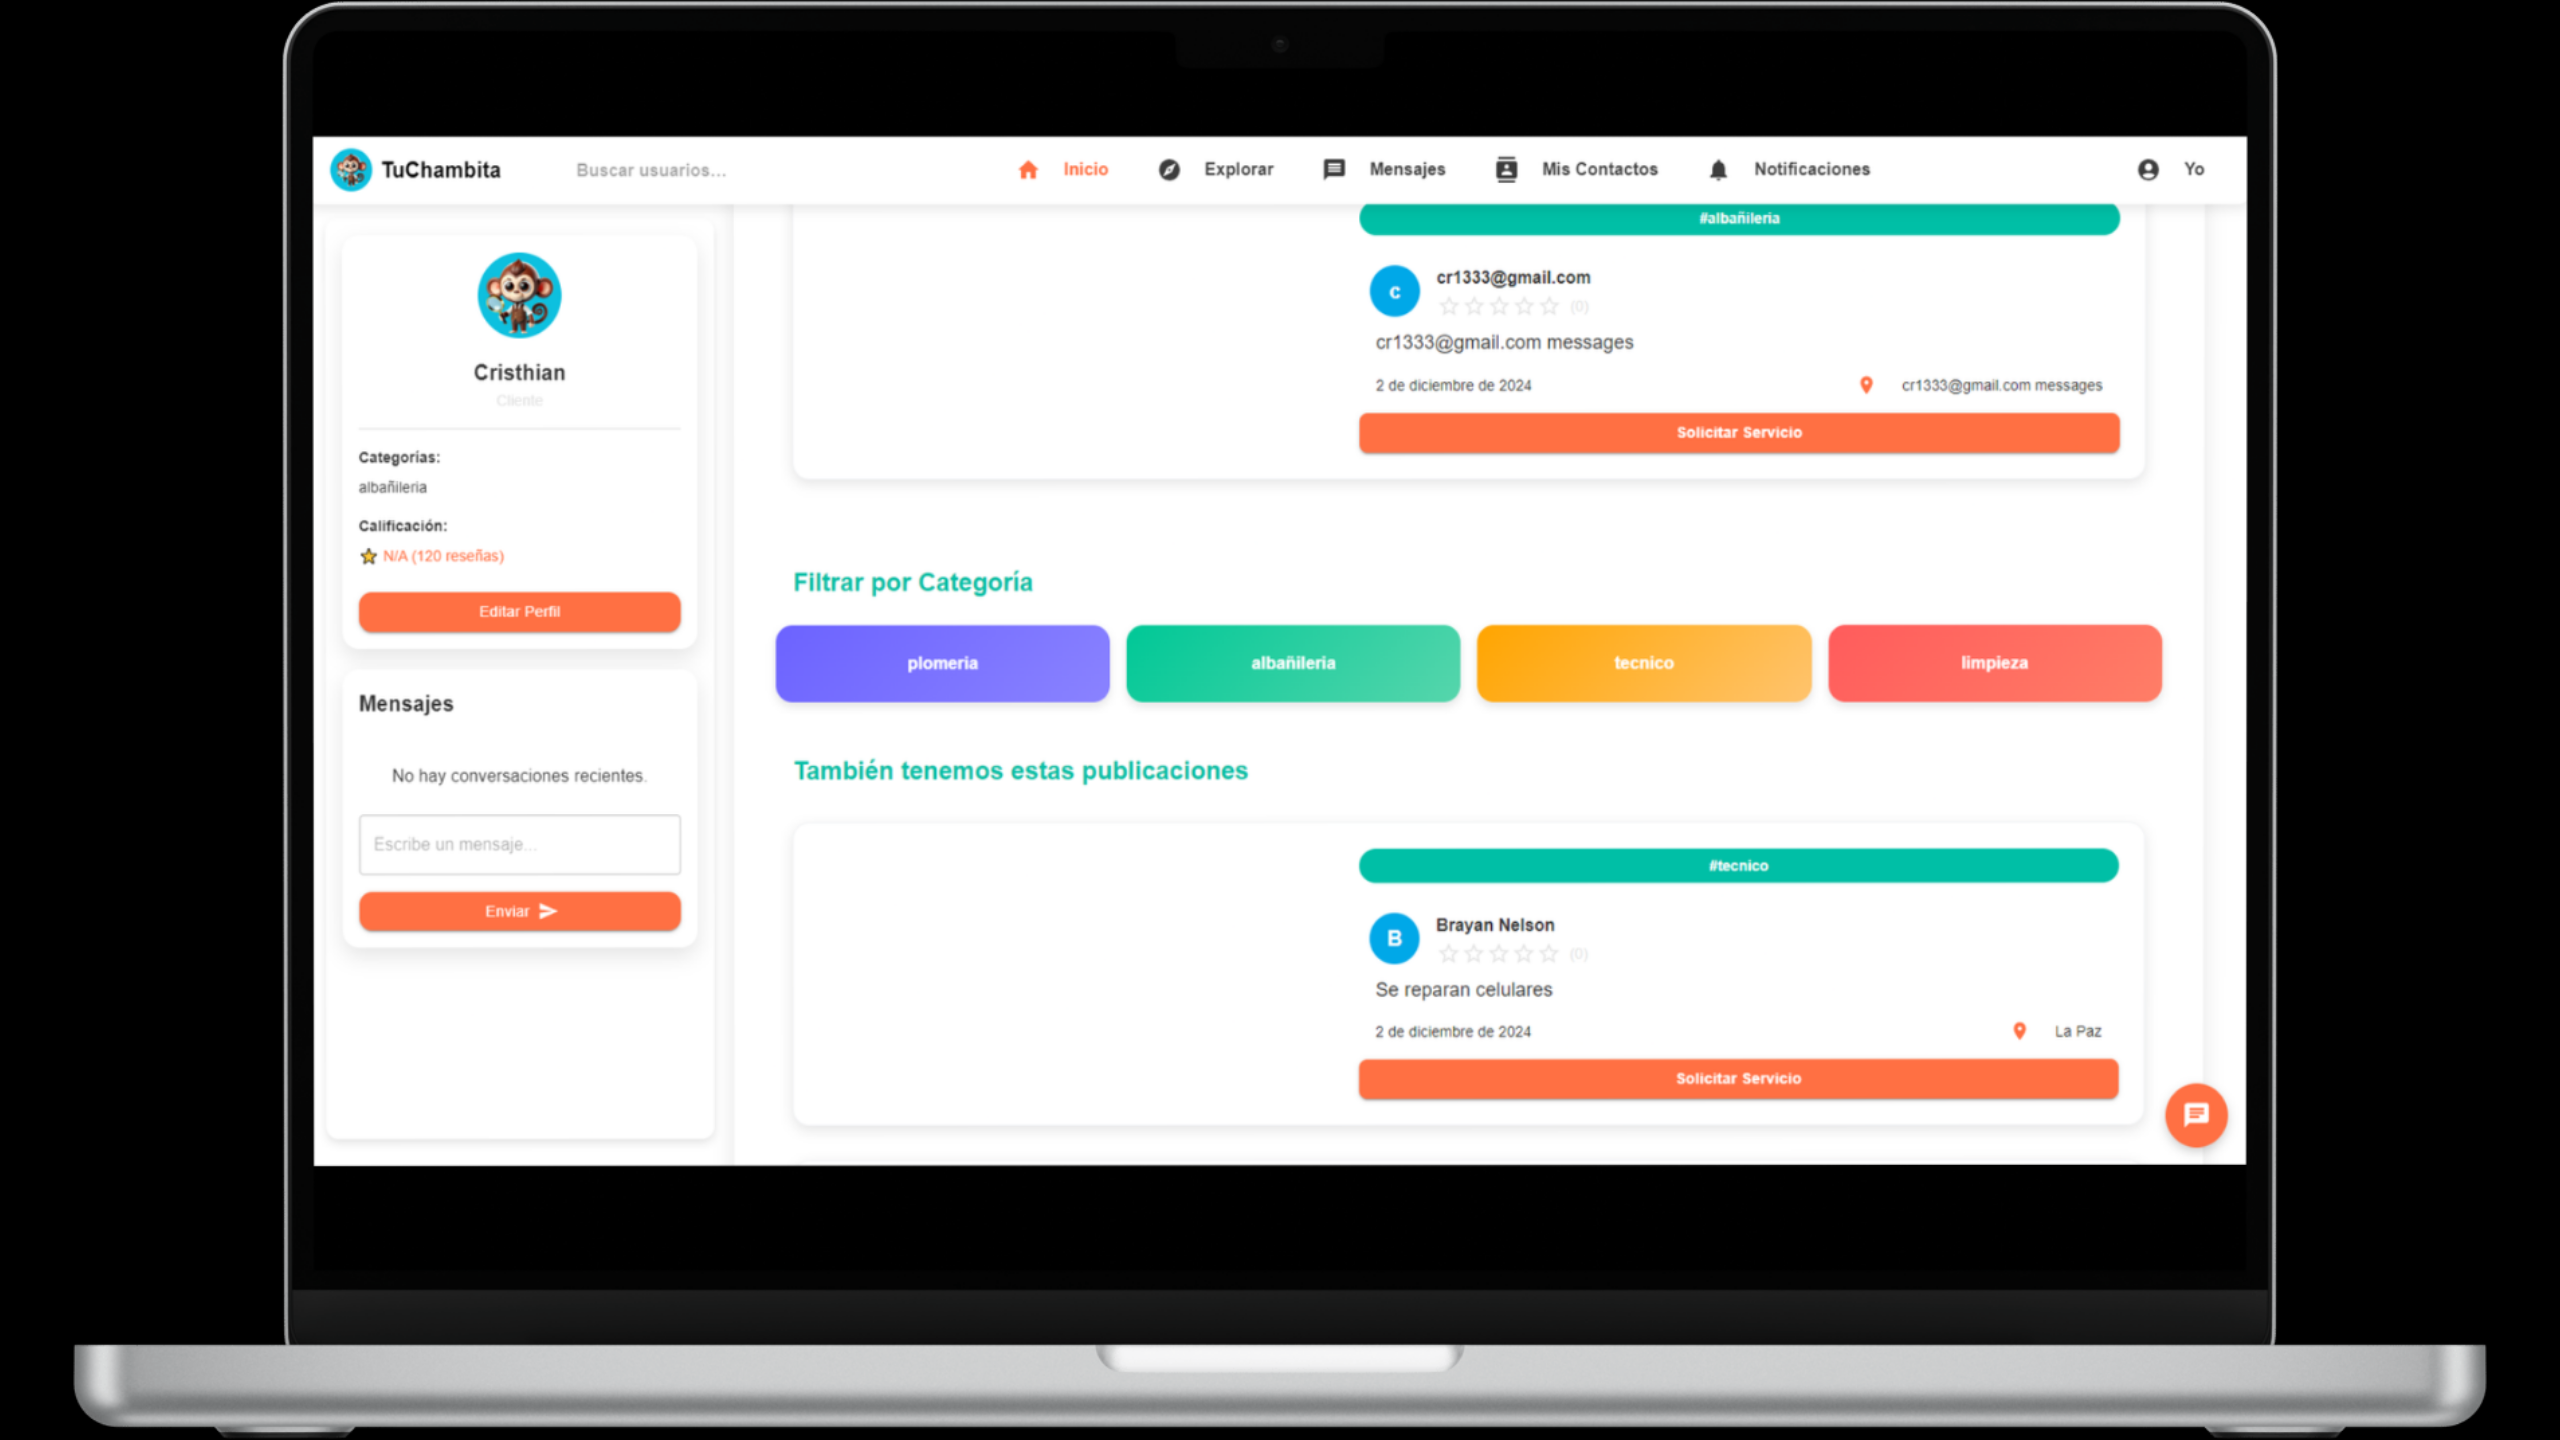 TuChambita
Buscar usuarios...
Inicio
Explorar
Mensajes
Mis Contactos
Notificaciones
Yo
Cristhian
Cliente
Categorías:
albañileria
Calificación:
N/A (120 reseñas)
Editar Perfil
Mensajes
No hay conversaciones recientes.
Escribe un mensaje...
Enviar
#albañileria
c
cr1333@gmail.com
(0)
cr1333@gmail.com messages
2 de diciembre de 2024
cr1333@gmail.com messages
Solicitar Servicio
Filtrar por Categoría
plomeria
albañileria
tecnico
limpieza
También tenemos estas publicaciones
#tecnico
B
Brayan Nelson
(0)
Se reparan celulares
2 de diciembre de 2024
La Paz
Solicitar Servicio